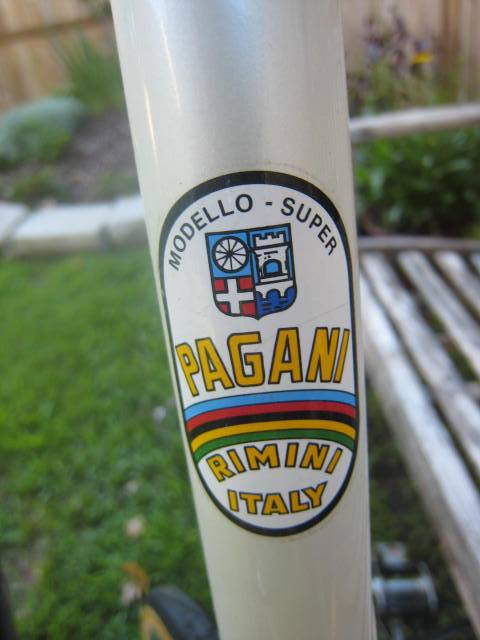 MODELLO - SUPER
PAGANI
RIMINI
ITALY